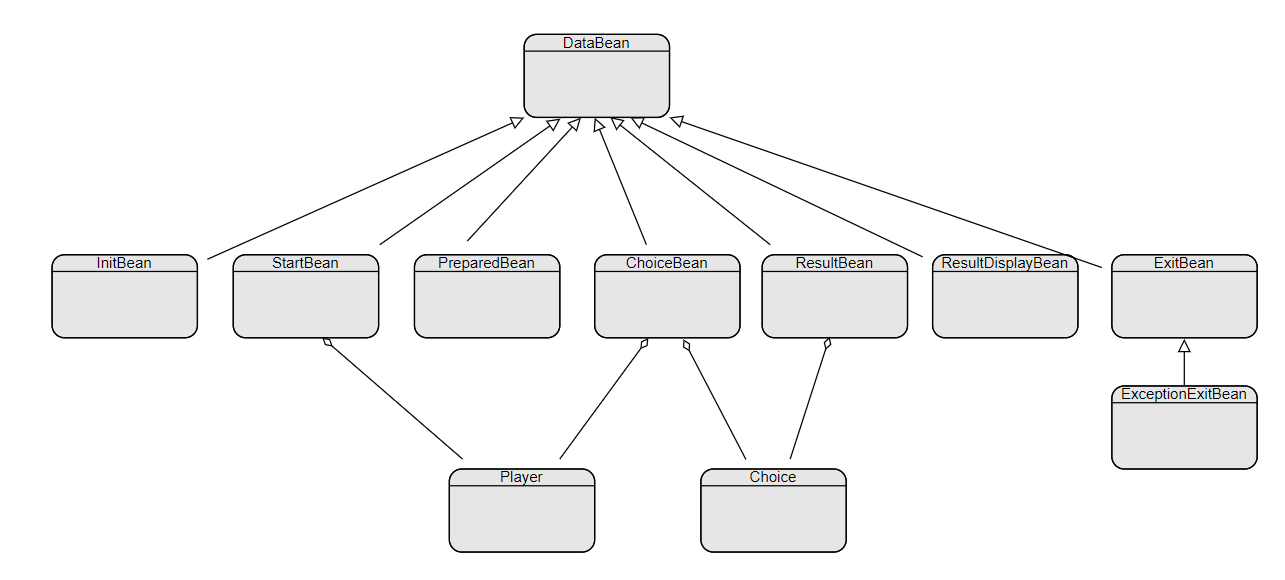 DataBean
InitBean
StartBean
PreparedBean
ChoiceBean
ResultBean
ResultDisplayBean
ExitBean
ExceptionExitBean
Player
Choice